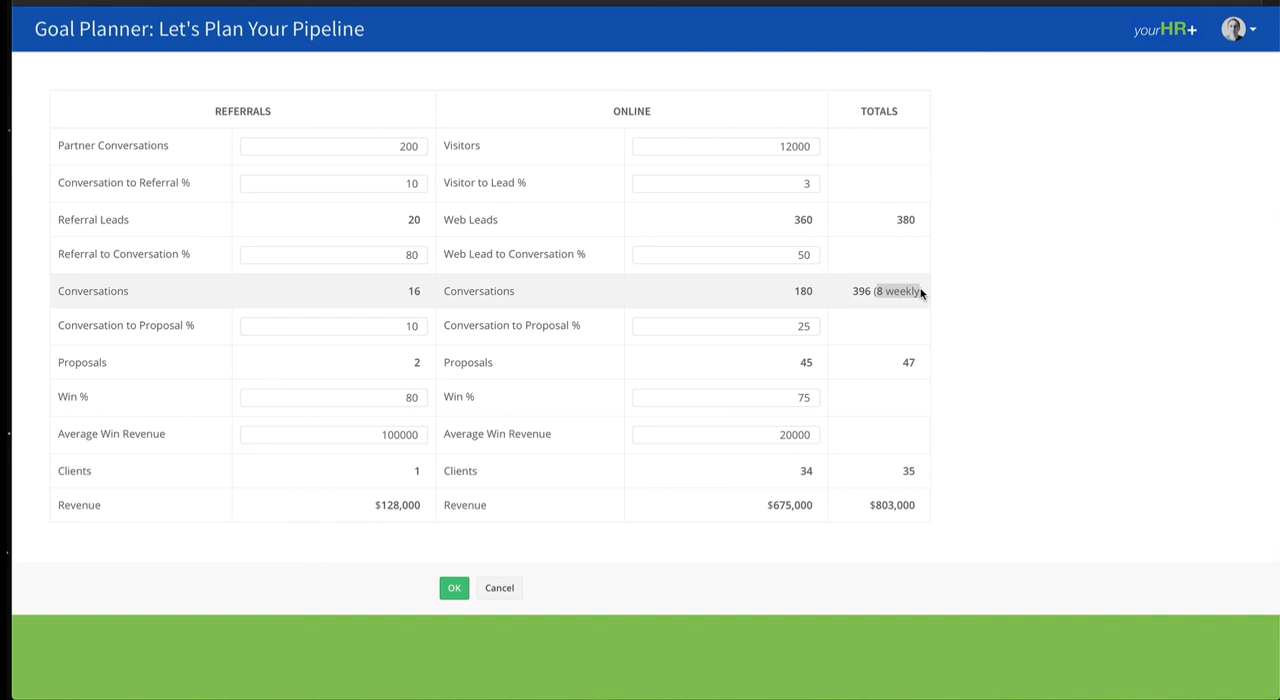 Goal Planner: Let's Plan Your Pipeline
yourHR+
REFERRALS ONLINE TOTALS
Partner Conversations 200 Visitors 12000
Conversation to Referral % 10 Visitor to Lead % 3
Referral Leads 20 Web Leads 360 380
Referral to Conversation % 80 Web Lead to Conversation % 50
Conversations 16 Conversations 180 396 (8 weekly
Conversation to Proposal % 10 Conversation to Proposal % 25
Proposals 2 Proposals 45 47
Win % 80 Win % 75
Average Win Revenue 100000 Average Win Revenue 20000
Clients 1 Clients 34 35
Revenue $128,000 Revenue $675,000 $803,000
OK Cancel